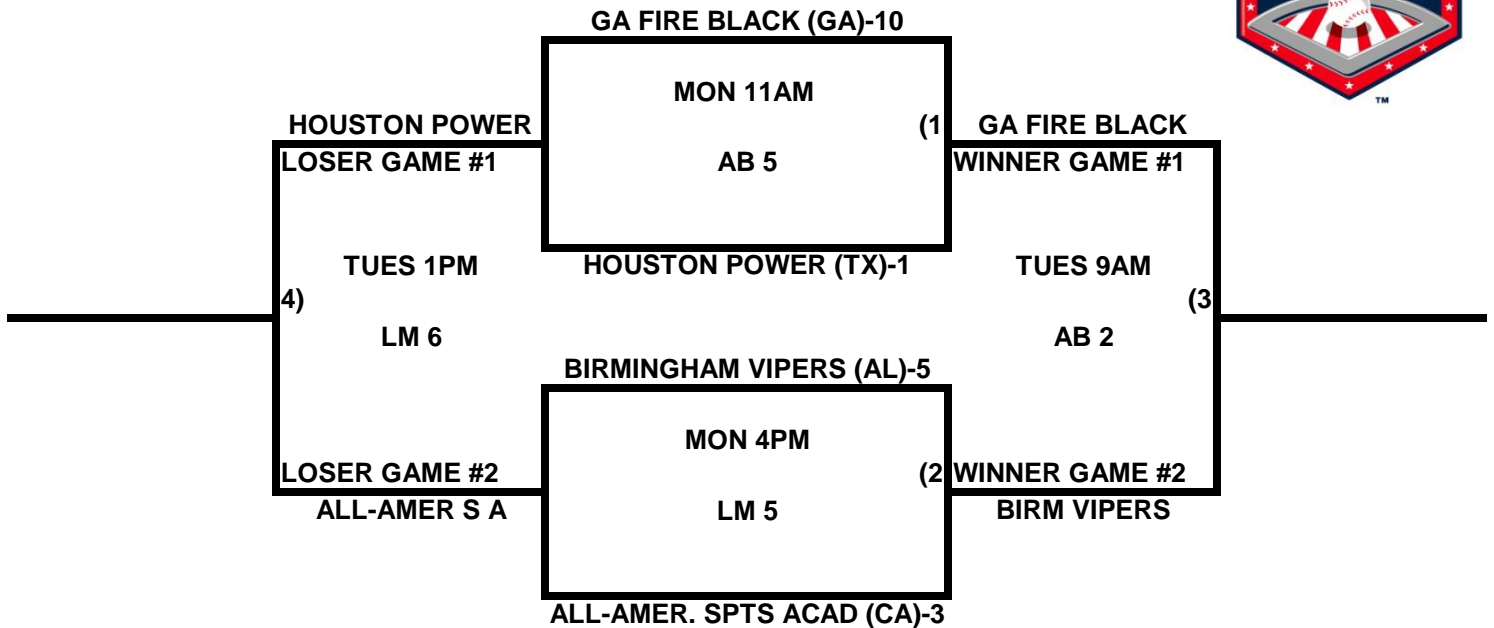 GA FIRE BLACK (GA)-10
MON 11AM
HOUSTON POWER
(1
GA FIRE BLACK
LOSER GAME #1
AB 5
WINNER GAME #1
TUES 1PM
HOUSTON POWER (TX)-1
TUES 9AM
4)
(3
LM 6
AB 2
BIRMINGHAM VIPERS (AL)-5
MON 4PM
LOSER GAME #2
(2
WINNER GAME #2
ALL-AMER S A
LM 5
BIRM VIPERS
ALL-AMER. SPTS ACAD (CA)-3
TM